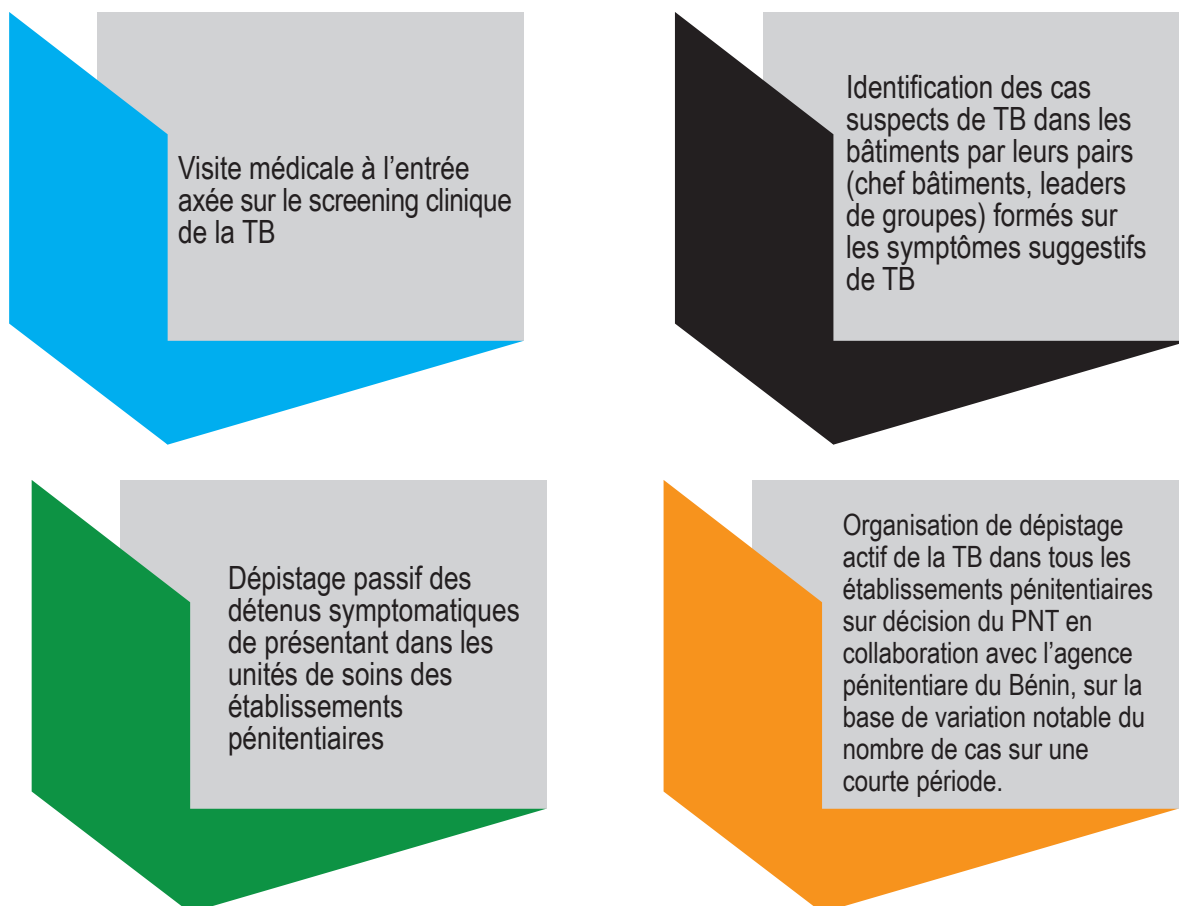 Visite médicale à l’entrée
axée sur le screening clinique
de la TB
Identification des cas
suspects de TB dans les
bâtiments par leurs pairs
(chef bâtiments, leaders
de groupes) formés sur
les symptômes suggestifs
de TB
Dépistage passif des
détenus symptomatiques
de présentant dans les
unités de soins des
établissements
pénitentiaires
Organisation de dépistage
actif de la TB dans tous les
établissements pénitentiaires
sur décision du PNT en
collaboration avec l’agence
pénitentiare du Bénin, sur la
base de variation notable du
nombre de cas sur une
courte période.